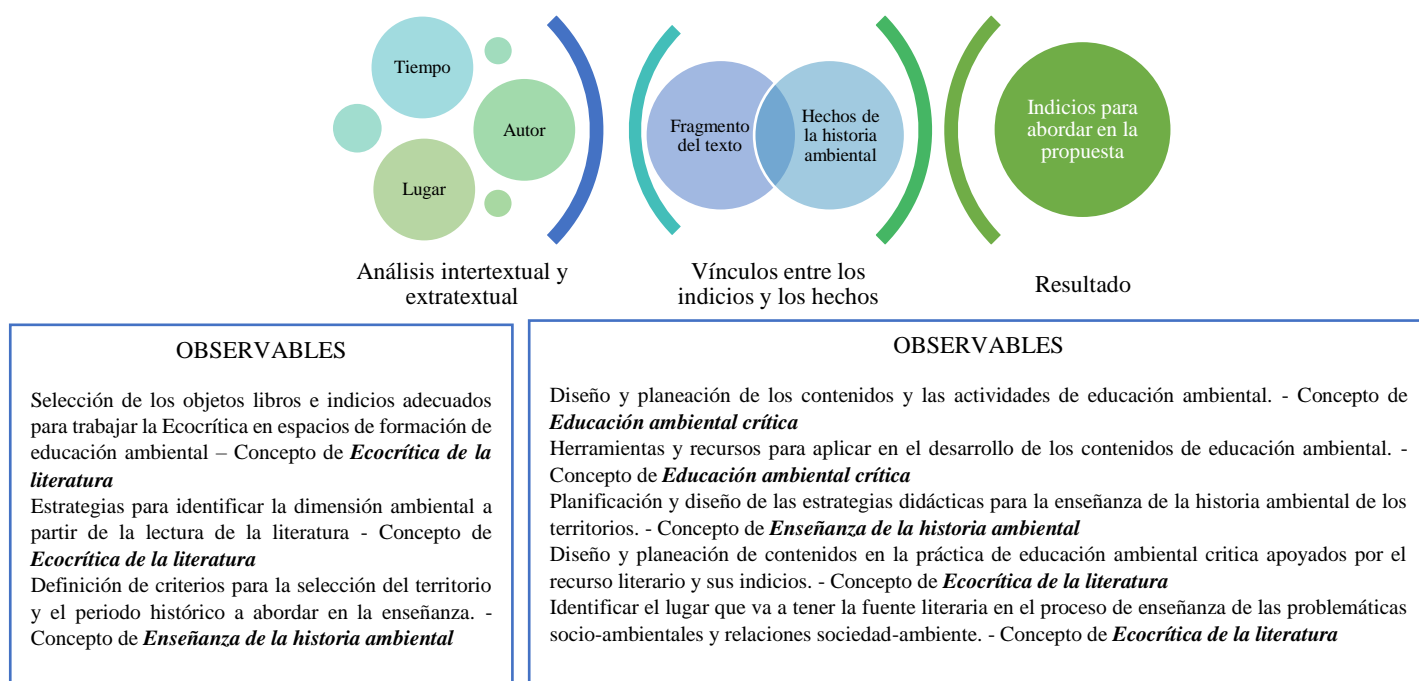 Tiempo
Autor
Lugar
Fragmento
del texto
Hechos de
la historia
ambiental
Indicios para
abordar en la
propuesta
Análisis intertextual y
extratextual
Vínculos entre los
indicios y los hechos
Resultado
OBSERVABLES
Selección de los objetos libros e indicios adecuados
para trabajar la Ecocrítica en espacios de formación de
educación ambiental – Concepto de Ecocrítica de la
literatura
Estrategias para identificar la dimensión ambiental a
partir de la lectura de la literatura - Concepto de
Ecocrítica de la literatura
Definición de criterios para la selección del territorio
y el periodo histórico a abordar en la enseñanza. -
Concepto de Enseñanza de la historia ambiental
OBSERVABLES
Diseño y planeación de los contenidos y las actividades de educación ambiental. - Concepto de
Educación ambiental crítica
Herramientas y recursos para aplicar en el desarrollo de los contenidos de educación ambiental. -
Concepto de Educación ambiental crítica
Planificación y diseño de las estrategias didácticas para la enseñanza de la historia ambiental de los
territorios. - Concepto de Enseñanza de la historia ambiental
Diseño y planeación de contenidos en la práctica de educación ambiental critica apoyados por el
recurso literario y sus indicios. - Concepto de Ecocrítica de la literatura
Identificar el lugar que va a tener la fuente literaria en el proceso de enseñanza de las problemáticas
socio-ambientales y relaciones sociedad-ambiente. - Concepto de Ecocrítica de la literatura